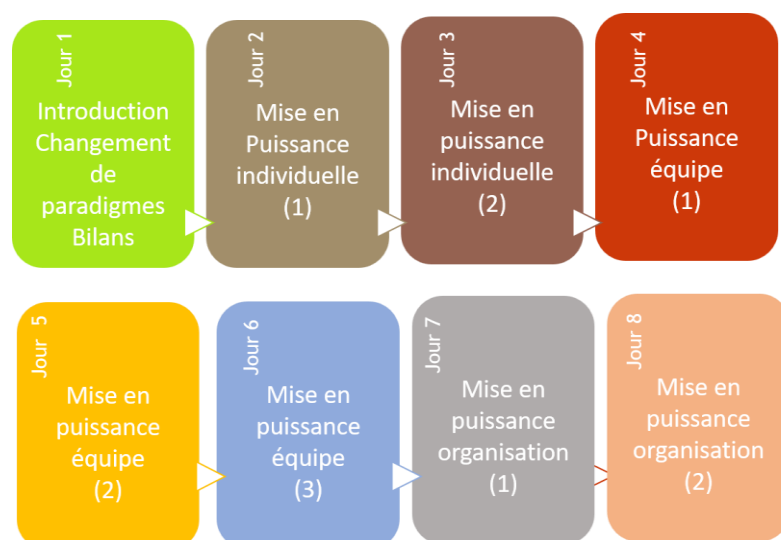 Jour 1
Introduction
Changement
de
paradigmes
Bilans
Jour 2
Mise en
Puissance
individuelle
(1)
Jour 3
Mise en
puissance
individuelle
(2)
Jour 4
Mise en
Puissance
équipe
(1)
Jour 5
Mise en
puissance
équipe
(2)
Jour 6
Mise en
puissance
équipe
(3)
Jour 7
Mise en
puissance
organisation
(1)
Jour 8
Mise en
puissance
organisation
(2)